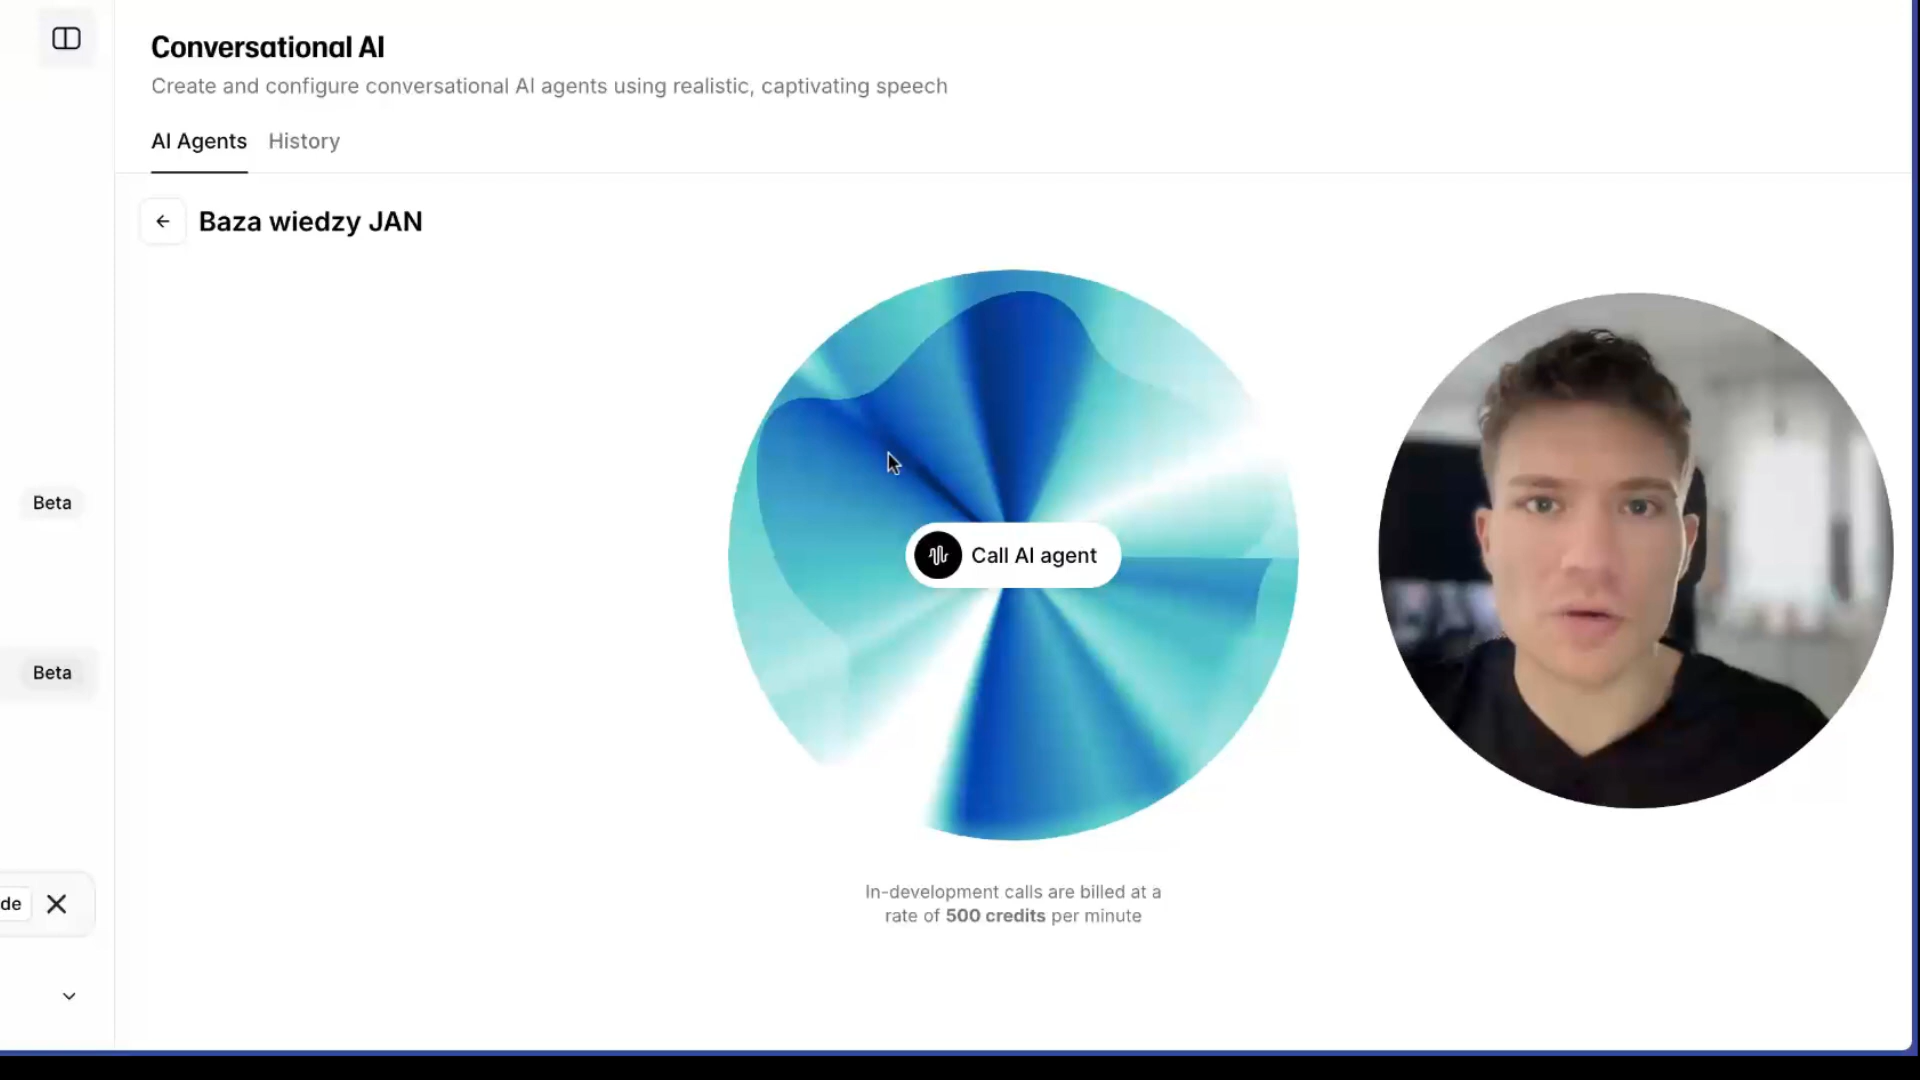 Conversational AI
Create and configure conversational AI agents using realistic, captivating speech
AI Agents
History
Baza wiedzy JAN
Beta
Call AI agent
Beta
de
In-development calls are billed at a
rate of 500 credits per minute